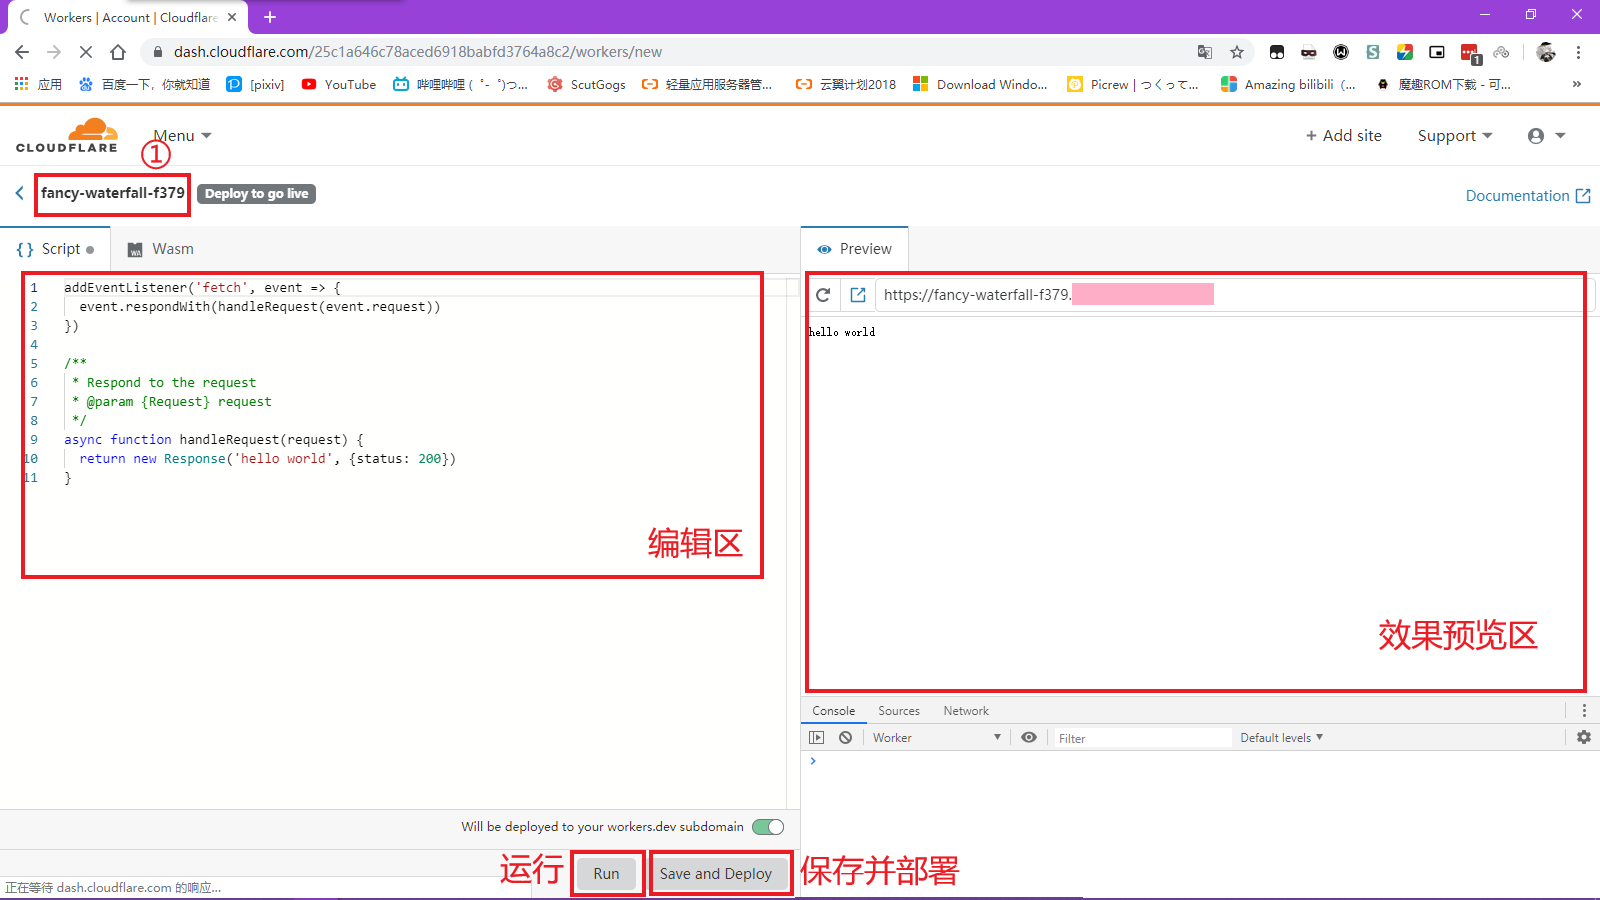 Workers | Account | Cloudflare
dash.cloudflare.com/25c1a646c78aced6918babfd3764a8c2/workers/new
1
应用
百度一下，你就知道
[pixiv]
YouTube
哔哩哔哩 ( ゜- ゜)つ...
ScutGogs
轻量应用服务器管...
云翼计划2018
Download Windo...
Picrew | つくって...
Amazing bilibili（...
魔趣ROM下载 - 可...
»
CLOUDFLARE
Menu
+ Add site
Support
①
fancy-waterfall-f379
Deploy to go live
Documentation
{} Script
WA
Wasm
Preview
1 addEventListener('fetch', event => {
2 event.respondWith(handleRequest(event.request))
3 })
4
5 /**
6 * Respond to the request
7 * @param {Request} request
8 */
9 async function handleRequest(request) {
10 return new Response('hello world', {status: 200})
11 }
编辑区
https://fancy-waterfall-f379.
hello world
效果预览区
Console
Sources
Network
Worker
Filter
Default levels
›
Will be deployed to your workers.dev subdomain
运行
Run
Save and Deploy
保存并部署
正在等待 dash.cloudflare.com 的响应...